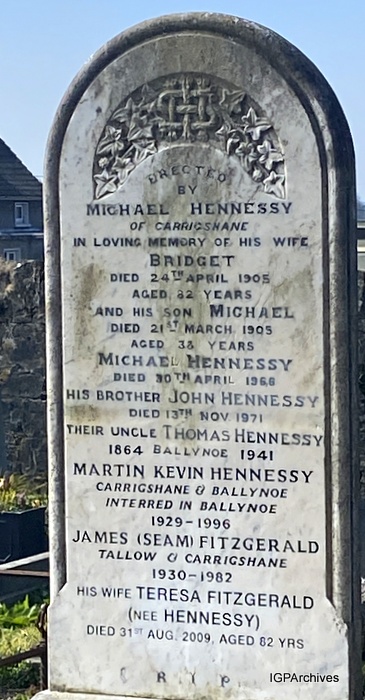 ERECTED
BY
MICHAEL HENNESSY
OF CARRIGSHANE
IN LOVING MEMORY OF HIS WIFE
BRIDGET
DIED 24TH APRIL 1905
AGED 82 YEARS
AND HIS SON MICHAEL
DIED 21ST MARCH 1905
AGED 38 YEARS
MICHAEL HENNESSY
DIED 30TH APRIL 1968
HIS BROTHER JOHN HENNESSY
DIED 13TH NOV. 1971
THEIR UNCLE THOMAS HENNESSY
1864 BALLYNOE 1941
MARTIN KEVIN HENNESSY
CARRIGSHANE & BALLYNOE
INTERRED IN BALLYNOE
1929-1996
JAMES (SEAM) FITZGERALD
TALLOW & CARRIGSHANE
1930-1982
HIS WIFE TERESA FITZGERALD
(NEE HENNESSY)
DIED 31ST AUG. 2009, AGED 82 YRS
IGPArchives